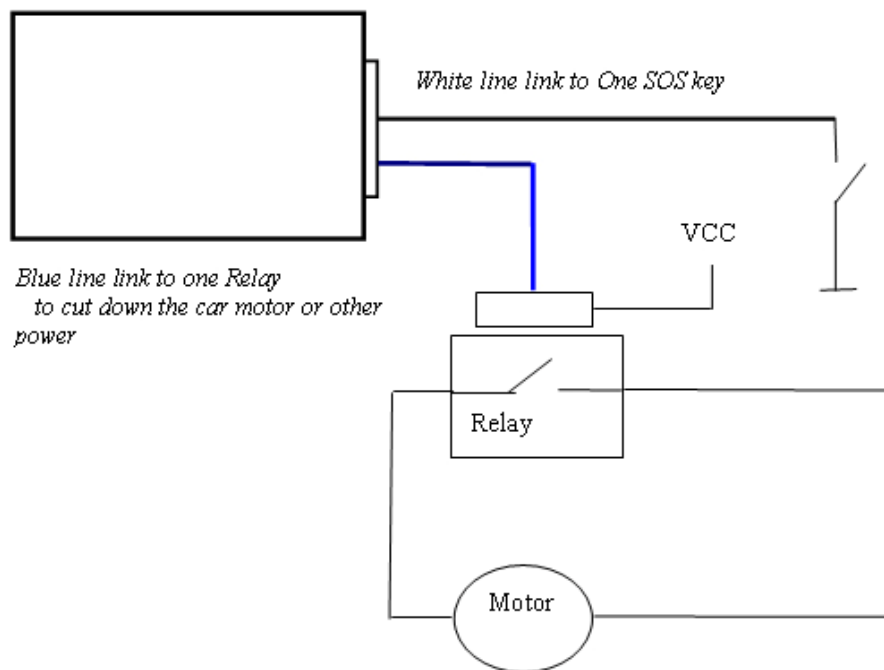 White line link to One SOS key
VCC
Blue line link to one Relay
to cut down the car motor or other
power
Relay
Motor